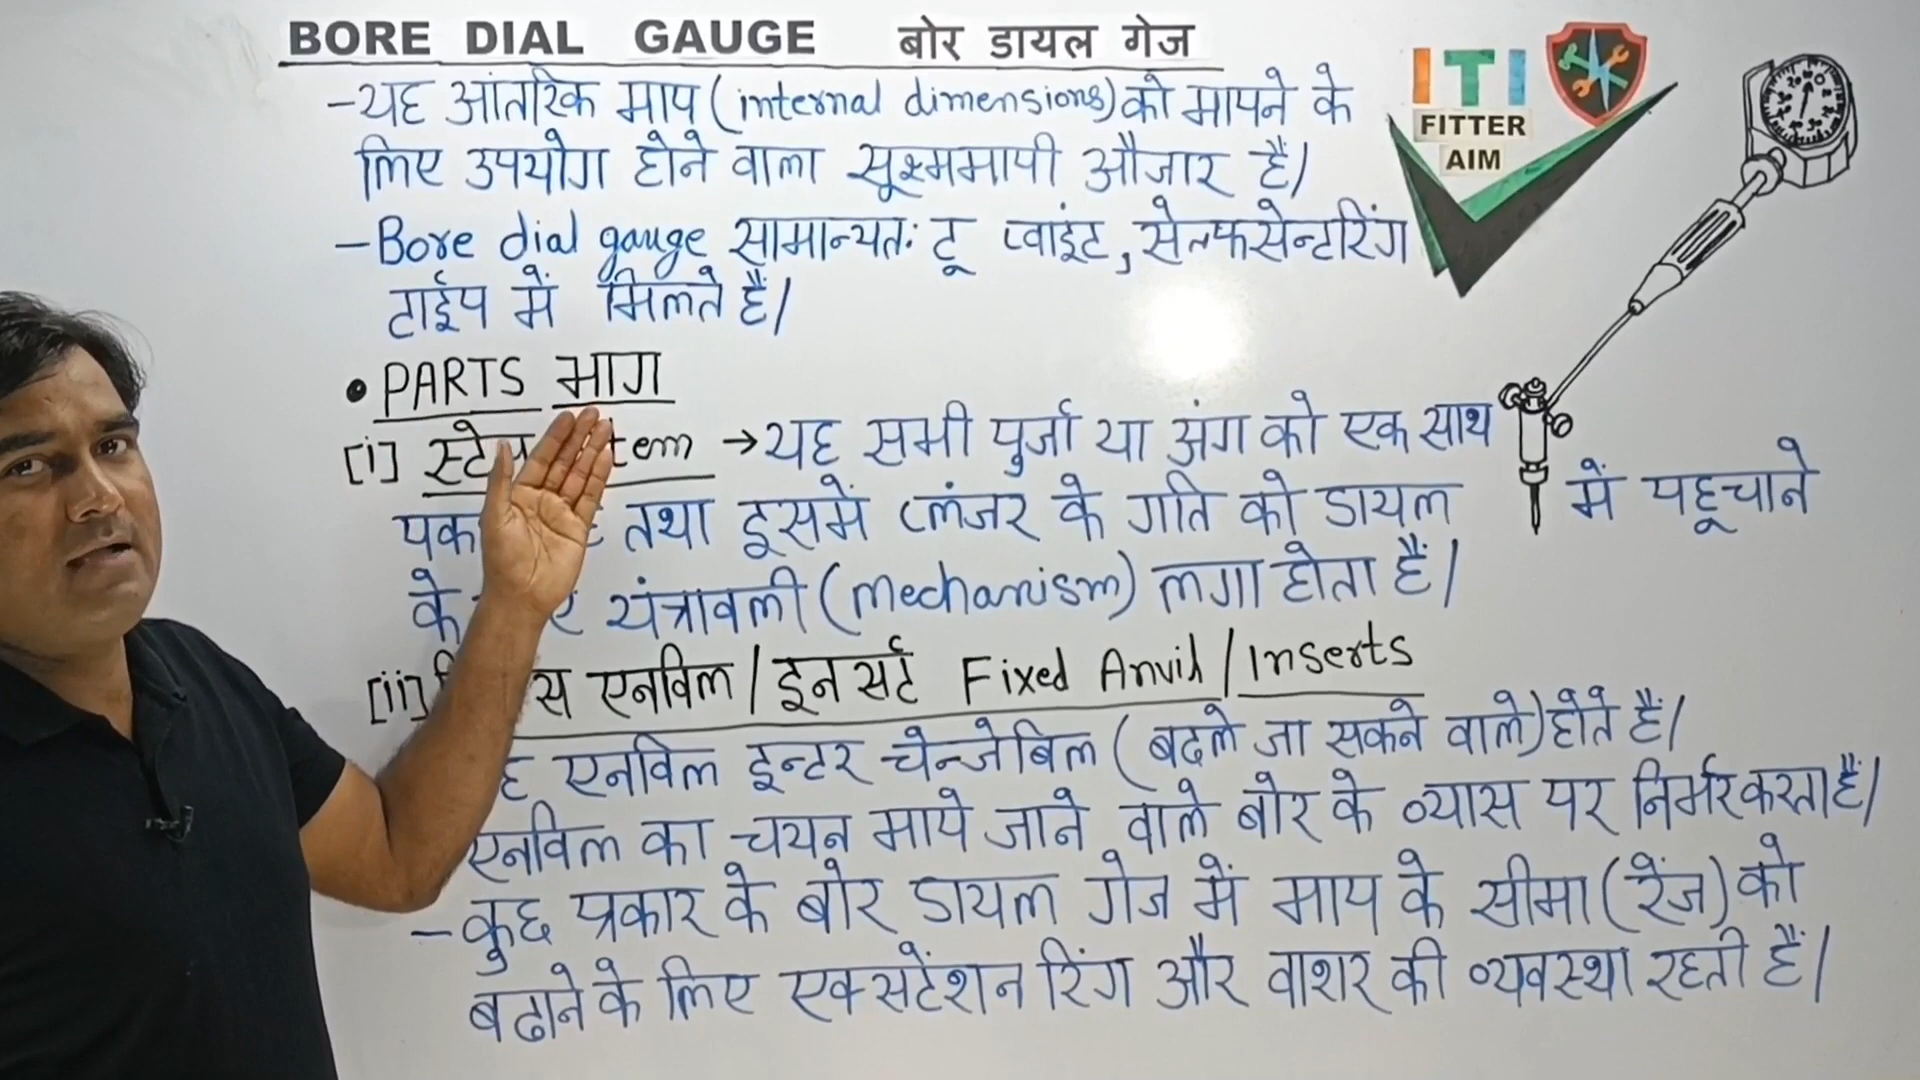 BORE DIAL GAUGE बोर डायल गेज
- यह आंतरिक माप (internal dimensions) को मापने के
लिए उपयोग होने वाला सूक्ष्ममापी औजार हैं।
- Bore dial gauge सामान्यतः टू प्वाइंट, सेल्फसेन्टरिंग
टाईप में मिलते हैं।
ITI
FITTER
AIM
• PARTS भाग
[i] tem → यह सभी पुर्जो या अंग को एक साथ
तथा इसमें प्लंजर के गति को डायल में पहूचाने
के यंत्रावली (mechanism) लगा होता हैं।
[ii] एनविल / इनसर्ट Fixed Anvil / Inserts
एनविल इन्टर चेन्जेबिल (बदले जा सकने वाले) होते हैं।
एनविल का चयन मापे जाने वाले बोर के व्यास पर निर्भर करता हैं।
- कुछ प्रकार के बोर डायल गेज में माप के सीमा (रेंज) को
बढाने के लिए एक्सटेंशन रिंग और वाशर की व्यवस्था रहती हैं।